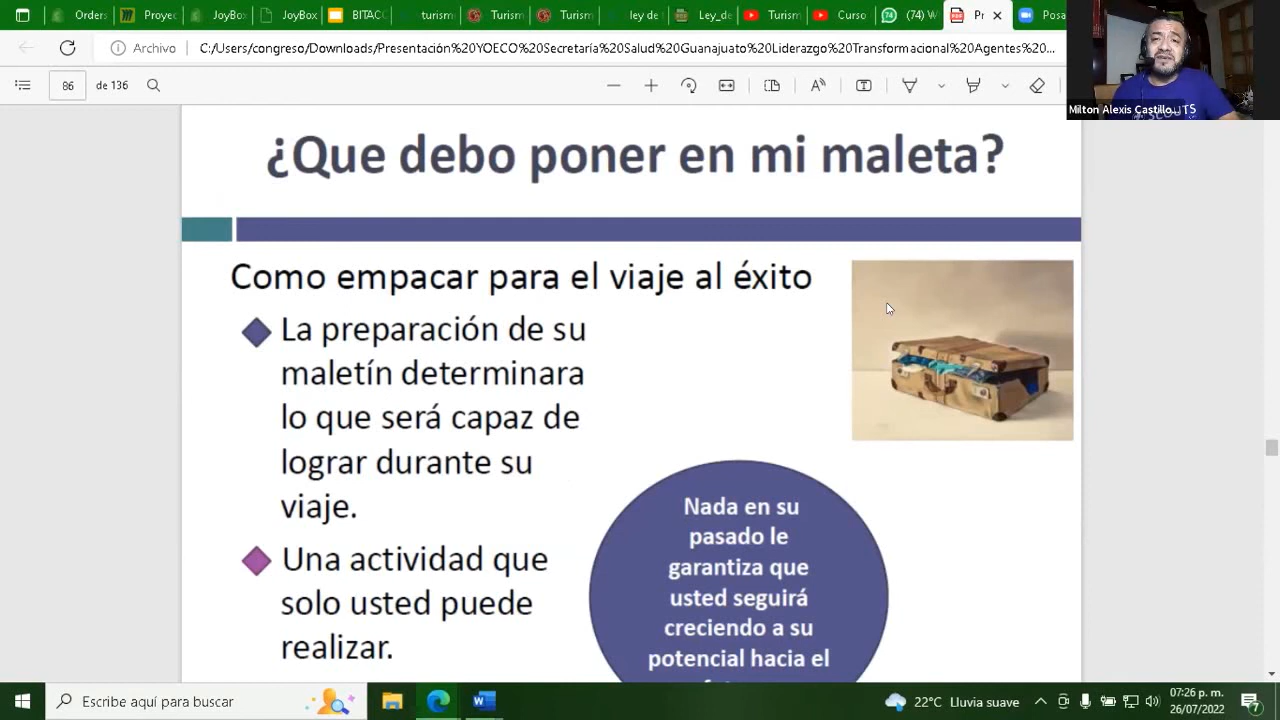 Orders
Proye
JoyBox
JoyBox
BITACO
turism
Turism
Turism
ley de
Ley_de
Turismi
Curso
(74) W
Pr
Posa
Archivo
C:/Users/congreso/Downloads/Presentación%20YOECO%20Secretaría%20Salud%20Guanajuato%20Liderazgo%20Transformacional%20Agentes%20...
86 de 136
Milton Alexis Castillo... TS
¿Que debo poner en mi maleta?
Como empacar para el viaje al éxito
La preparación de su
maletín determinara
lo que será capaz de
lograr durante su
viaje.
Una actividad que
solo usted puede
realizar.
Nada en su
pasado le
garantiza que
usted seguirá
creciendo a su
potencial hacia el
Escribe aquí para buscar
22°C Lluvia suave
07:26 p. m.
26/07/2022
7